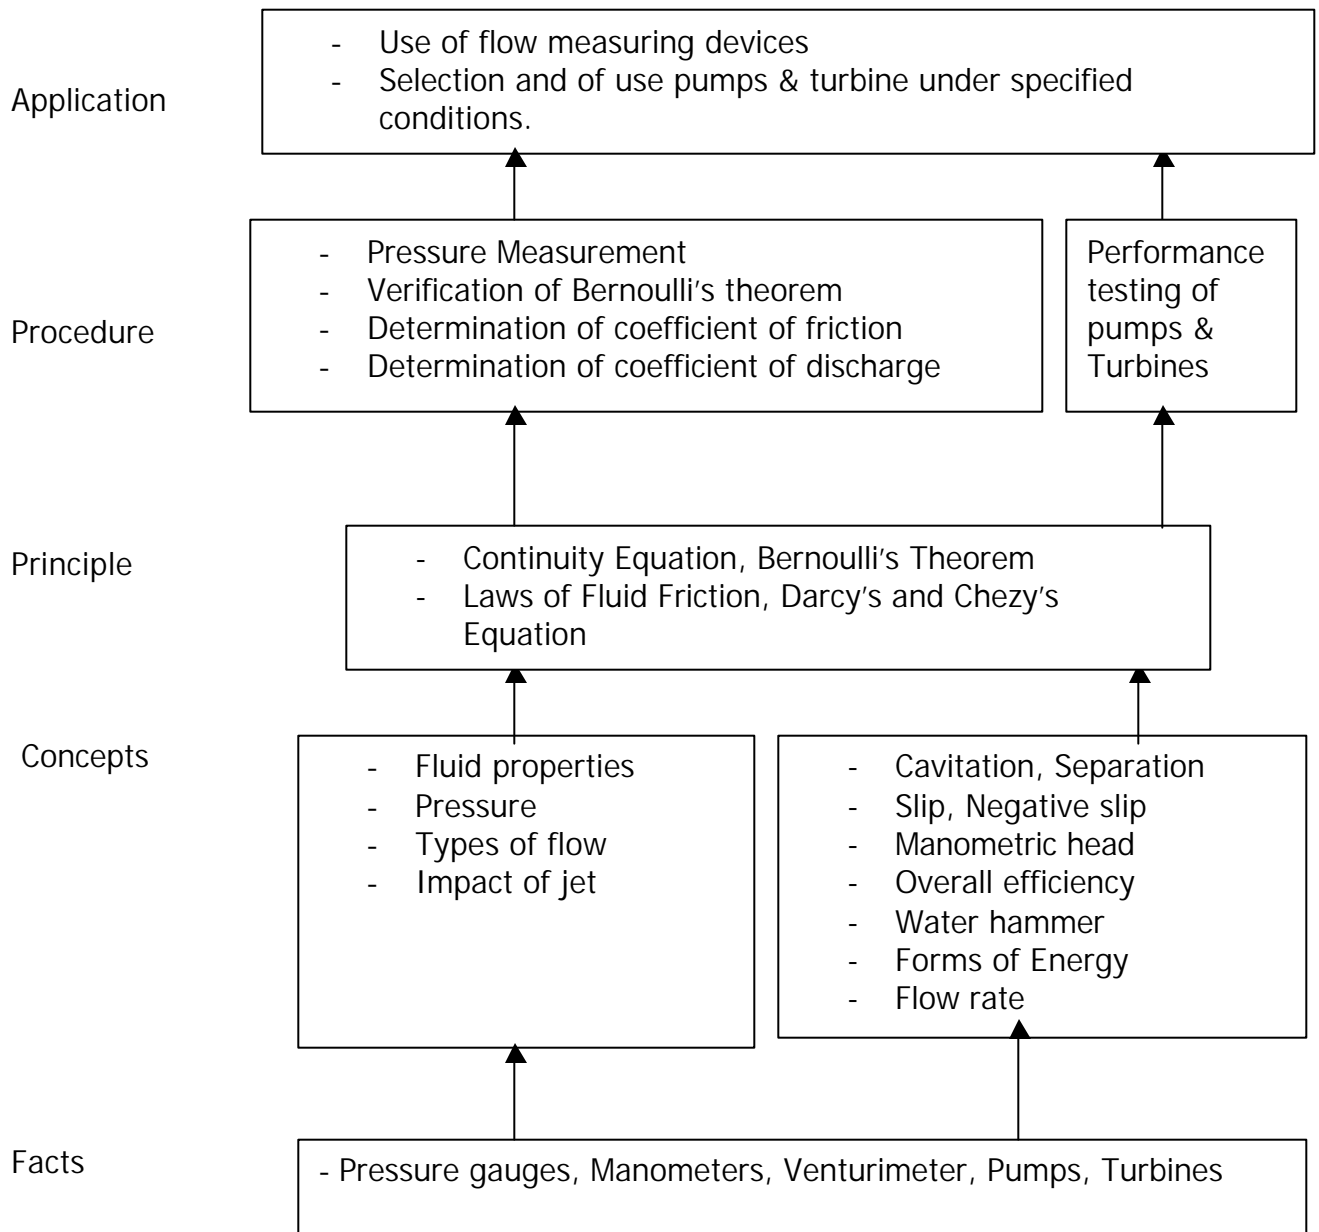 Application
- Use of flow measuring devices
- Selection and of use pumps & turbine under specified
conditions.
Procedure
- Pressure Measurement
- Verification of Bernoulli’s theorem
- Determination of coefficient of friction
- Determination of coefficient of discharge
Performance
testing of
pumps &
Turbines
Principle
- Continuity Equation, Bernoulli’s Theorem
- Laws of Fluid Friction, Darcy’s and Chezy’s
Equation
Concepts
- Fluid properties
- Pressure
- Types of flow
- Impact of jet
- Cavitation, Separation
- Slip, Negative slip
- Manometric head
- Overall efficiency
- Water hammer
- Forms of Energy
- Flow rate
Facts
- Pressure gauges, Manometers, Venturimeter, Pumps, Turbines